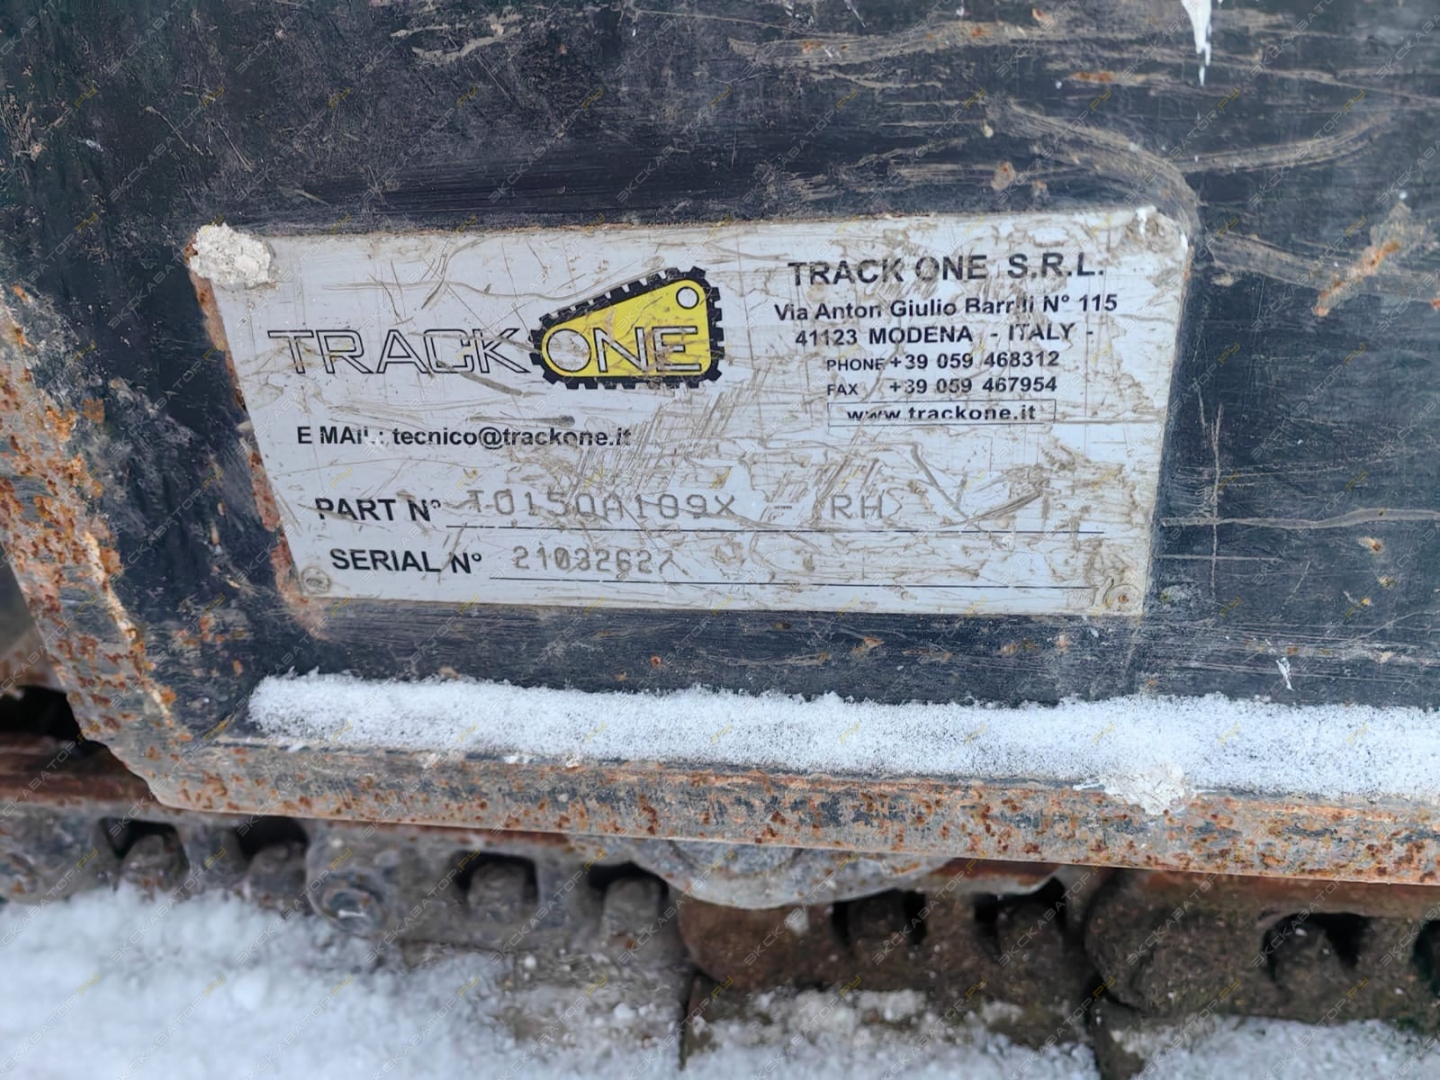 TRACK ONE
TRACK ONE S.R.L.
Via Anton Giulio Barrili N° 115
41123 MODENA - ITALY -
PHONE +39 059 468312
FAX +39 059 467954
www.trackone.it
E MAIL: tecnico@trackone.it
PART N° T0150A109X - RH
SERIAL N° 21032627